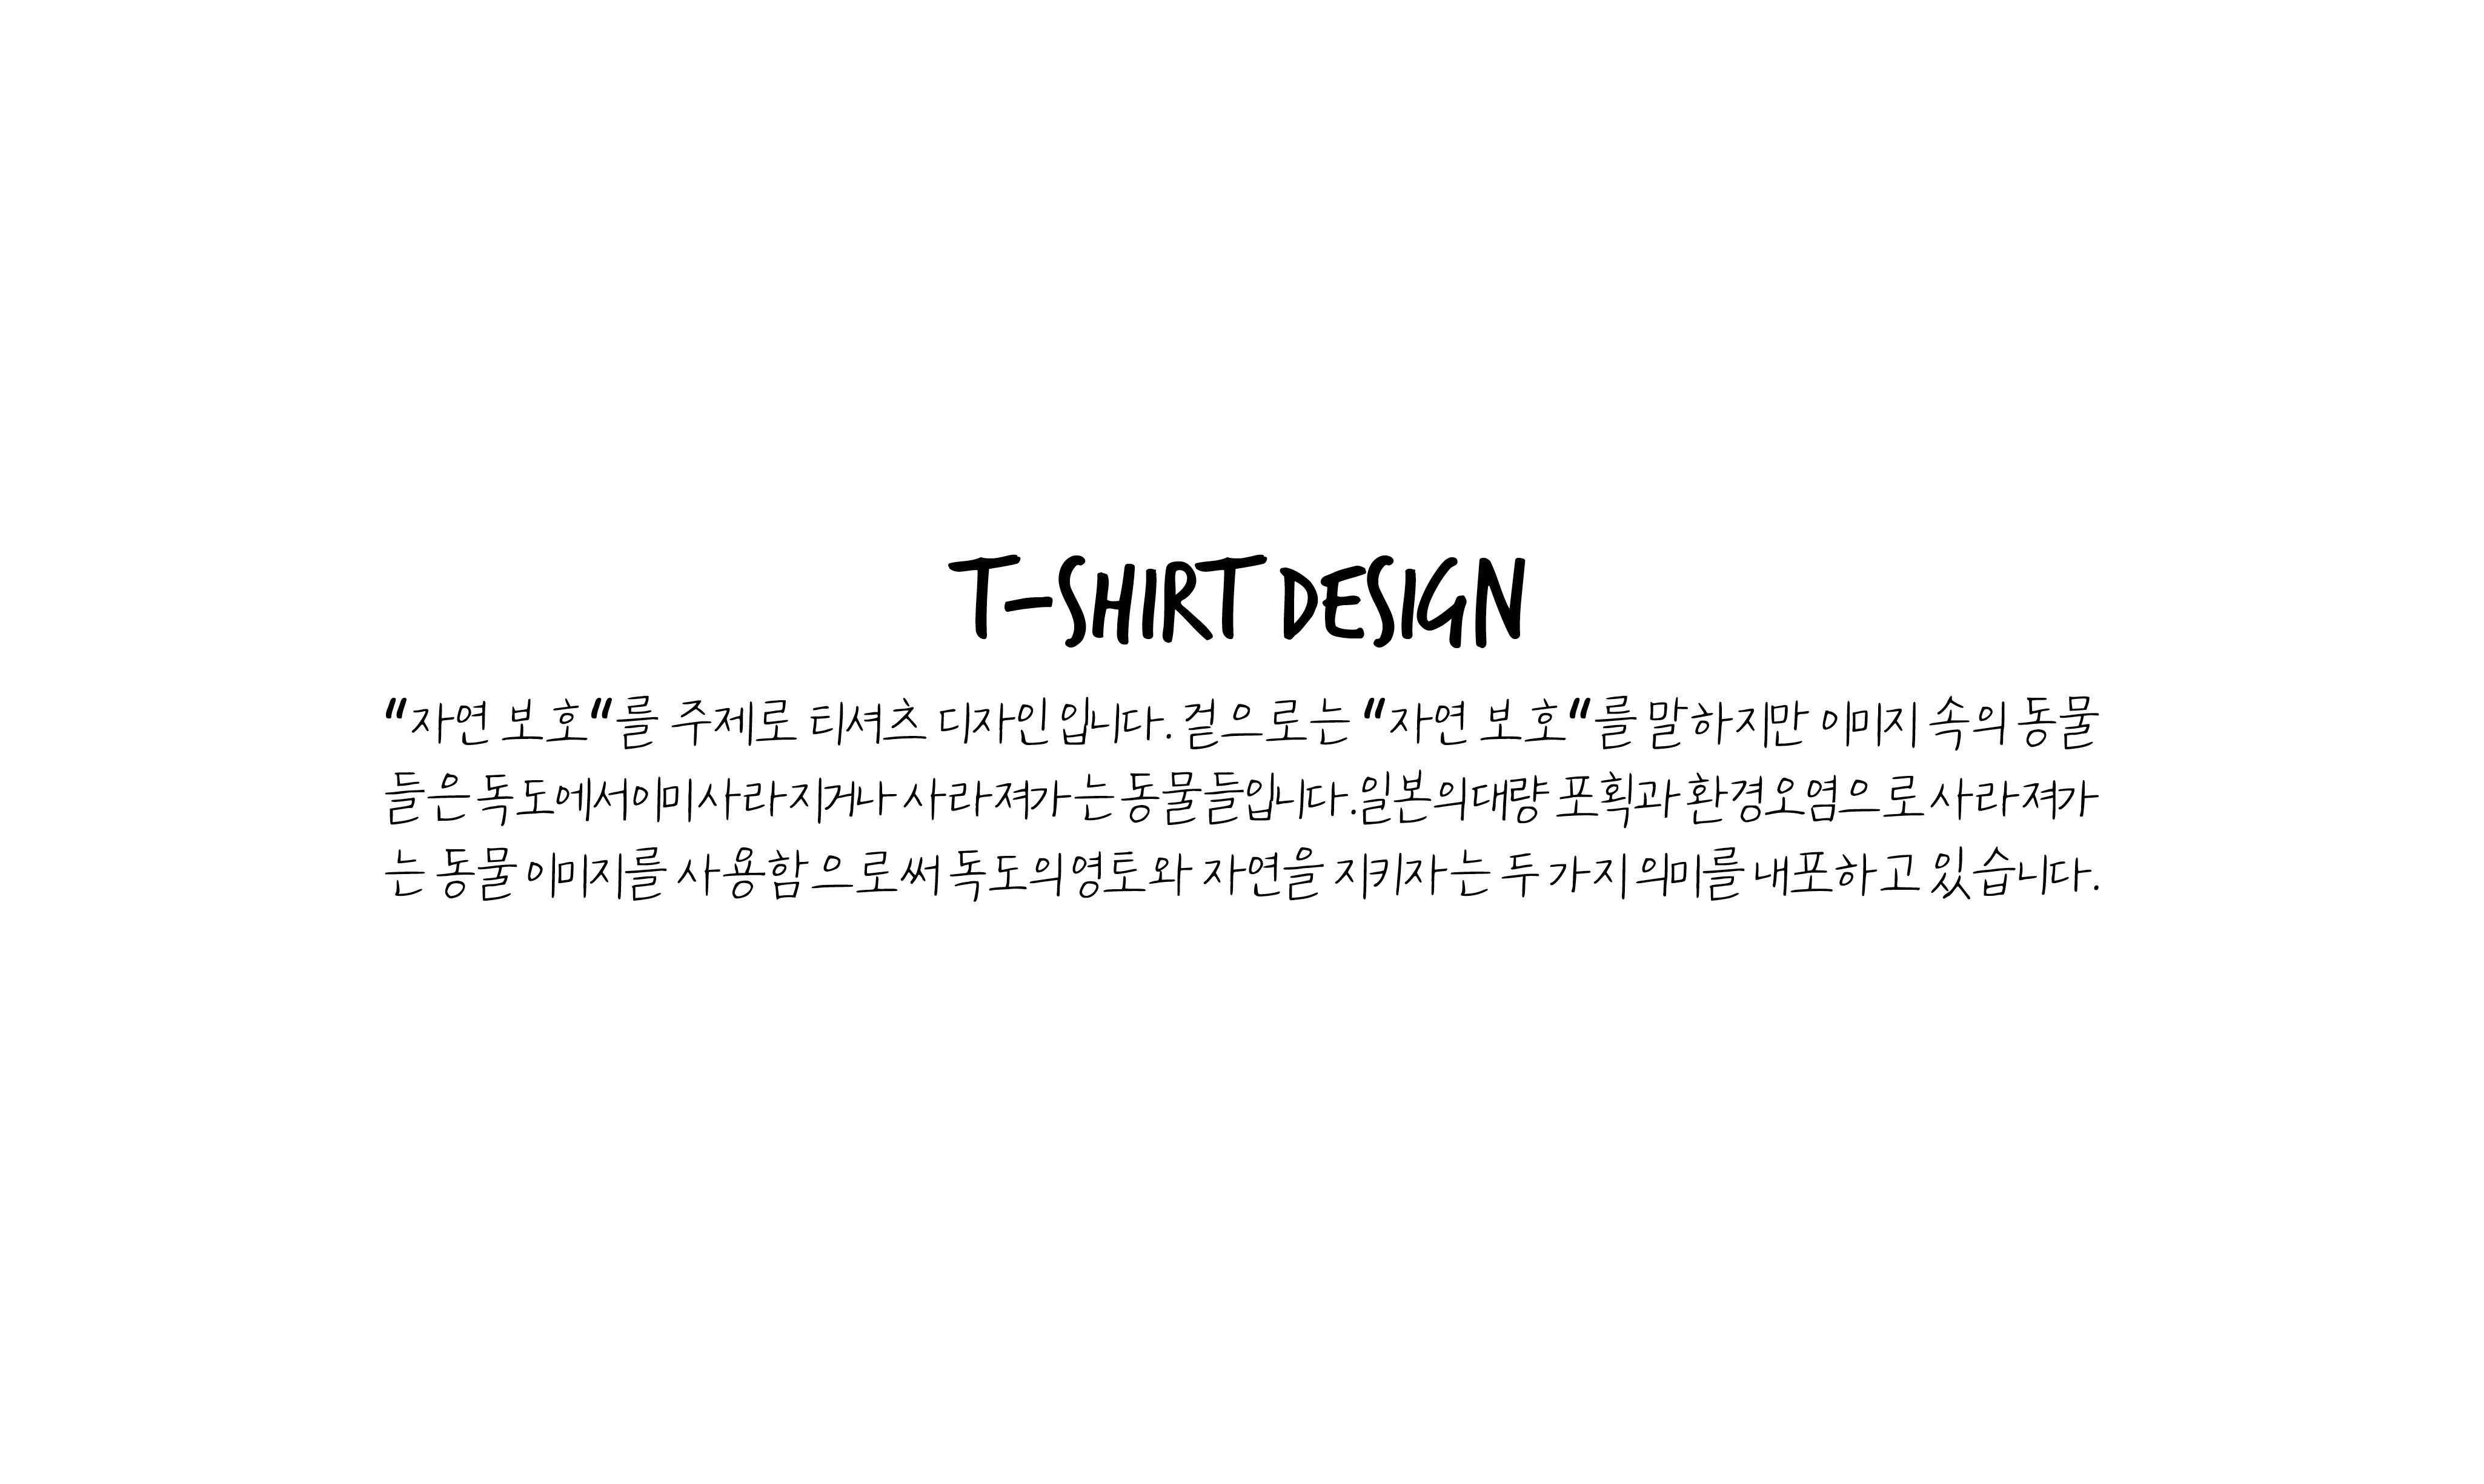 T-SHIRT DESIGN
“자연 보호“를 주제로 티셔츠 디자인 입니다. 겉으로는 “자연 보호“를 말하지만 이미지 속의 동물
들은 독도에서 이미 사라지거나 사라져가는 동물들입니다. 일본의 대량 포획과 환경오염으로 사라져가
는 동물 이미지를 사용함으로써 독도의 영토와 자연을 지키자는 두 가지 의미를 내포하고 있습니다.